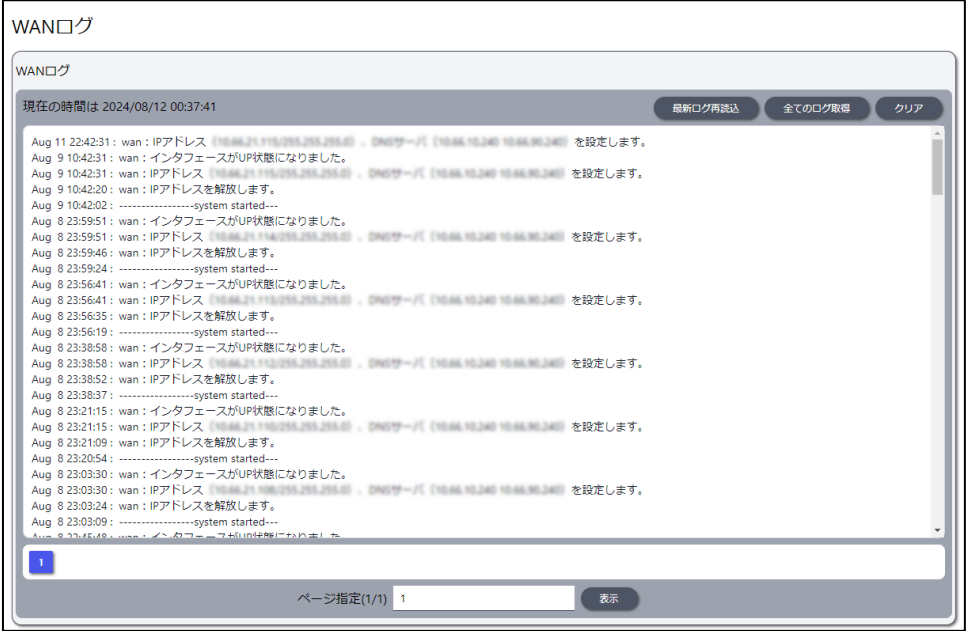 WANログ
WANログ
現在の時間は 2024/08/12 00:37:41
最新ログ再読込
全てのログ取得
クリア
Aug 11 22:42:31 : wan : IPアドレス を設定します。
Aug 9 10:42:31 : wan : インタフェースがUP状態になりました。
Aug 9 10:42:31 : wan : IPアドレス を設定します。
Aug 9 10:42:20 : wan : IPアドレスを解放します。
Aug 9 10:42:02 : -----------------system started---
Aug 8 23:59:51 : wan : インタフェースがUP状態になりました。
Aug 8 23:59:51 : wan : IPアドレス を設定します。
Aug 8 23:59:46 : wan : IPアドレスを解放します。
Aug 8 23:59:24 : -----------------system started---
Aug 8 23:56:41 : wan : インタフェースがUP状態になりました。
Aug 8 23:56:41 : wan : IPアドレス を設定します。
Aug 8 23:56:35 : wan : IPアドレスを解放します。
Aug 8 23:56:19 : -----------------system started---
Aug 8 23:38:58 : wan : インタフェースがUP状態になりました。
Aug 8 23:38:58 : wan : IPアドレス を設定します。
Aug 8 23:38:52 : wan : IPアドレスを解放します。
Aug 8 23:38:37 : -----------------system started---
Aug 8 23:21:15 : wan : インタフェースがUP状態になりました。
Aug 8 23:21:15 : wan : IPアドレス を設定します。
Aug 8 23:21:09 : wan : IPアドレスを解放します。
Aug 8 23:20:54 : -----------------system started---
Aug 8 23:03:30 : wan : インタフェースがUP状態になりました。
Aug 8 23:03:30 : wan : IPアドレス を設定します。
Aug 8 23:03:24 : wan : IPアドレスを解放します。
Aug 8 23:03:09 : -----------------system started---
Aug 8 22:45:48 : wan : インタフェースがUP状態になりました。
1
ページ指定(1/1) 1 表示